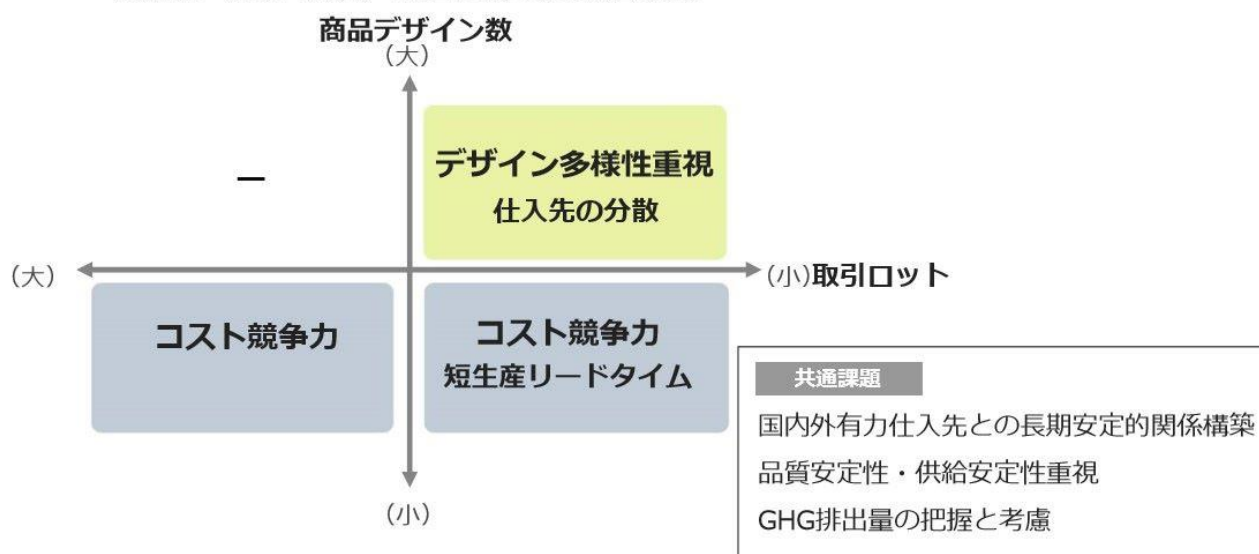 商品デザイン数
(大)
デザイン多様性重視
仕入先の分散
ー
(大)
(小)取引ロット
コスト競争力
コスト競争力
短生産リードタイム
(小)
共通課題
国内外有力仕入先との長期安定的関係構築
品質安定性・供給安定性重視
GHG排出量の把握と考慮